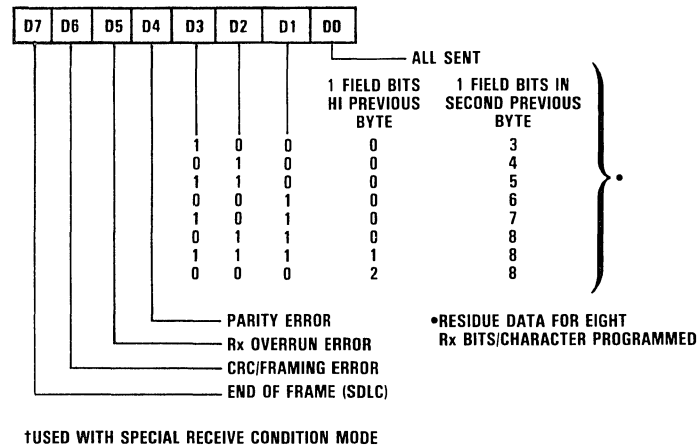 D7 D6 D5 D4 D3 D2 D1 D0
ALL SENT
1 FIELD BITS
HI PREVIOUS
BYTE
1 FIELD BITS IN
SECOND PREVIOUS
BYTE
1 0 0 0 3
0 1 0 0 4
1 1 0 0 5
0 0 1 0 6
1 0 1 0 7
0 1 1 0 8
1 1 1 1 8
0 0 0 2 8
•
PARITY ERROR
Rx OVERRUN ERROR
CRC/FRAMING ERROR
END OF FRAME (SDLC)
•RESIDUE DATA FOR EIGHT
Rx BITS/CHARACTER PROGRAMMED
†USED WITH SPECIAL RECEIVE CONDITION MODE